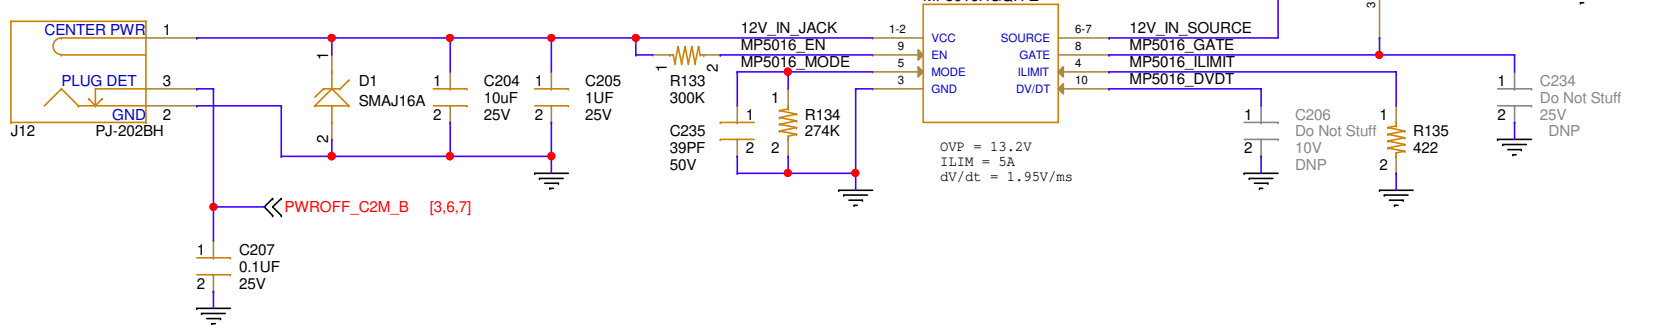 CENTER PWR
1
PLUG DET
3
GND
2
J12
PJ-202BH
1
D1
SMAJ16A
2
1
C204
10uF
2
25V
1
C205
1UF
2
25V
1
2
R133
300K
12V_IN_JACK
MP5016_EN
MP5016_MODE
1
C235
39PF
2
50V
1
R134
274K
2
1-2
9
5
3
VCC
EN
MODE
GND
SOURCE
GATE
ILIMIT
DV/DT
6-7
8
4
10
12V_IN_SOURCE
MP5016_GATE
MP5016_ILIMIT
MP5016_DVDT
3
OVP = 13.2V
ILIM = 5A
dV/dt = 1.95V/ms
1
C206
Do Not Stuff
2
10V
DNP
1
R135
422
2
1
C234
Do Not Stuff
2
25V
DNP
PWROFF_C2M_B [3,6,7]
1
C207
0.1UF
2
25V